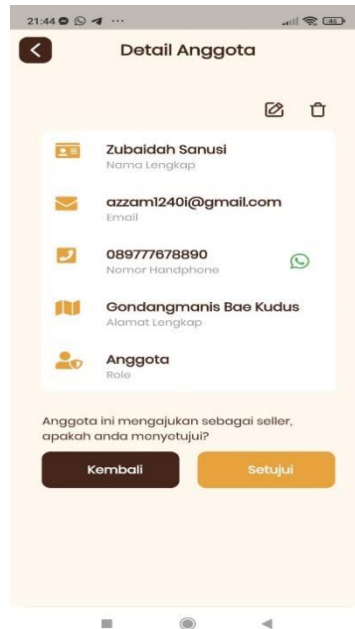 21:44
Detail Anggota
Zubaidah Sanusi
Nama Lengkap
azzam1240i@gmail.com
Email
089777678890
Nomor Handphone
Gondangmanis Bae Kudus
Alamat Lengkap
Anggota
Role
Anggota ini mengajukan sebagai seller,
apakah anda menyetujui?
Kembali
Setujui